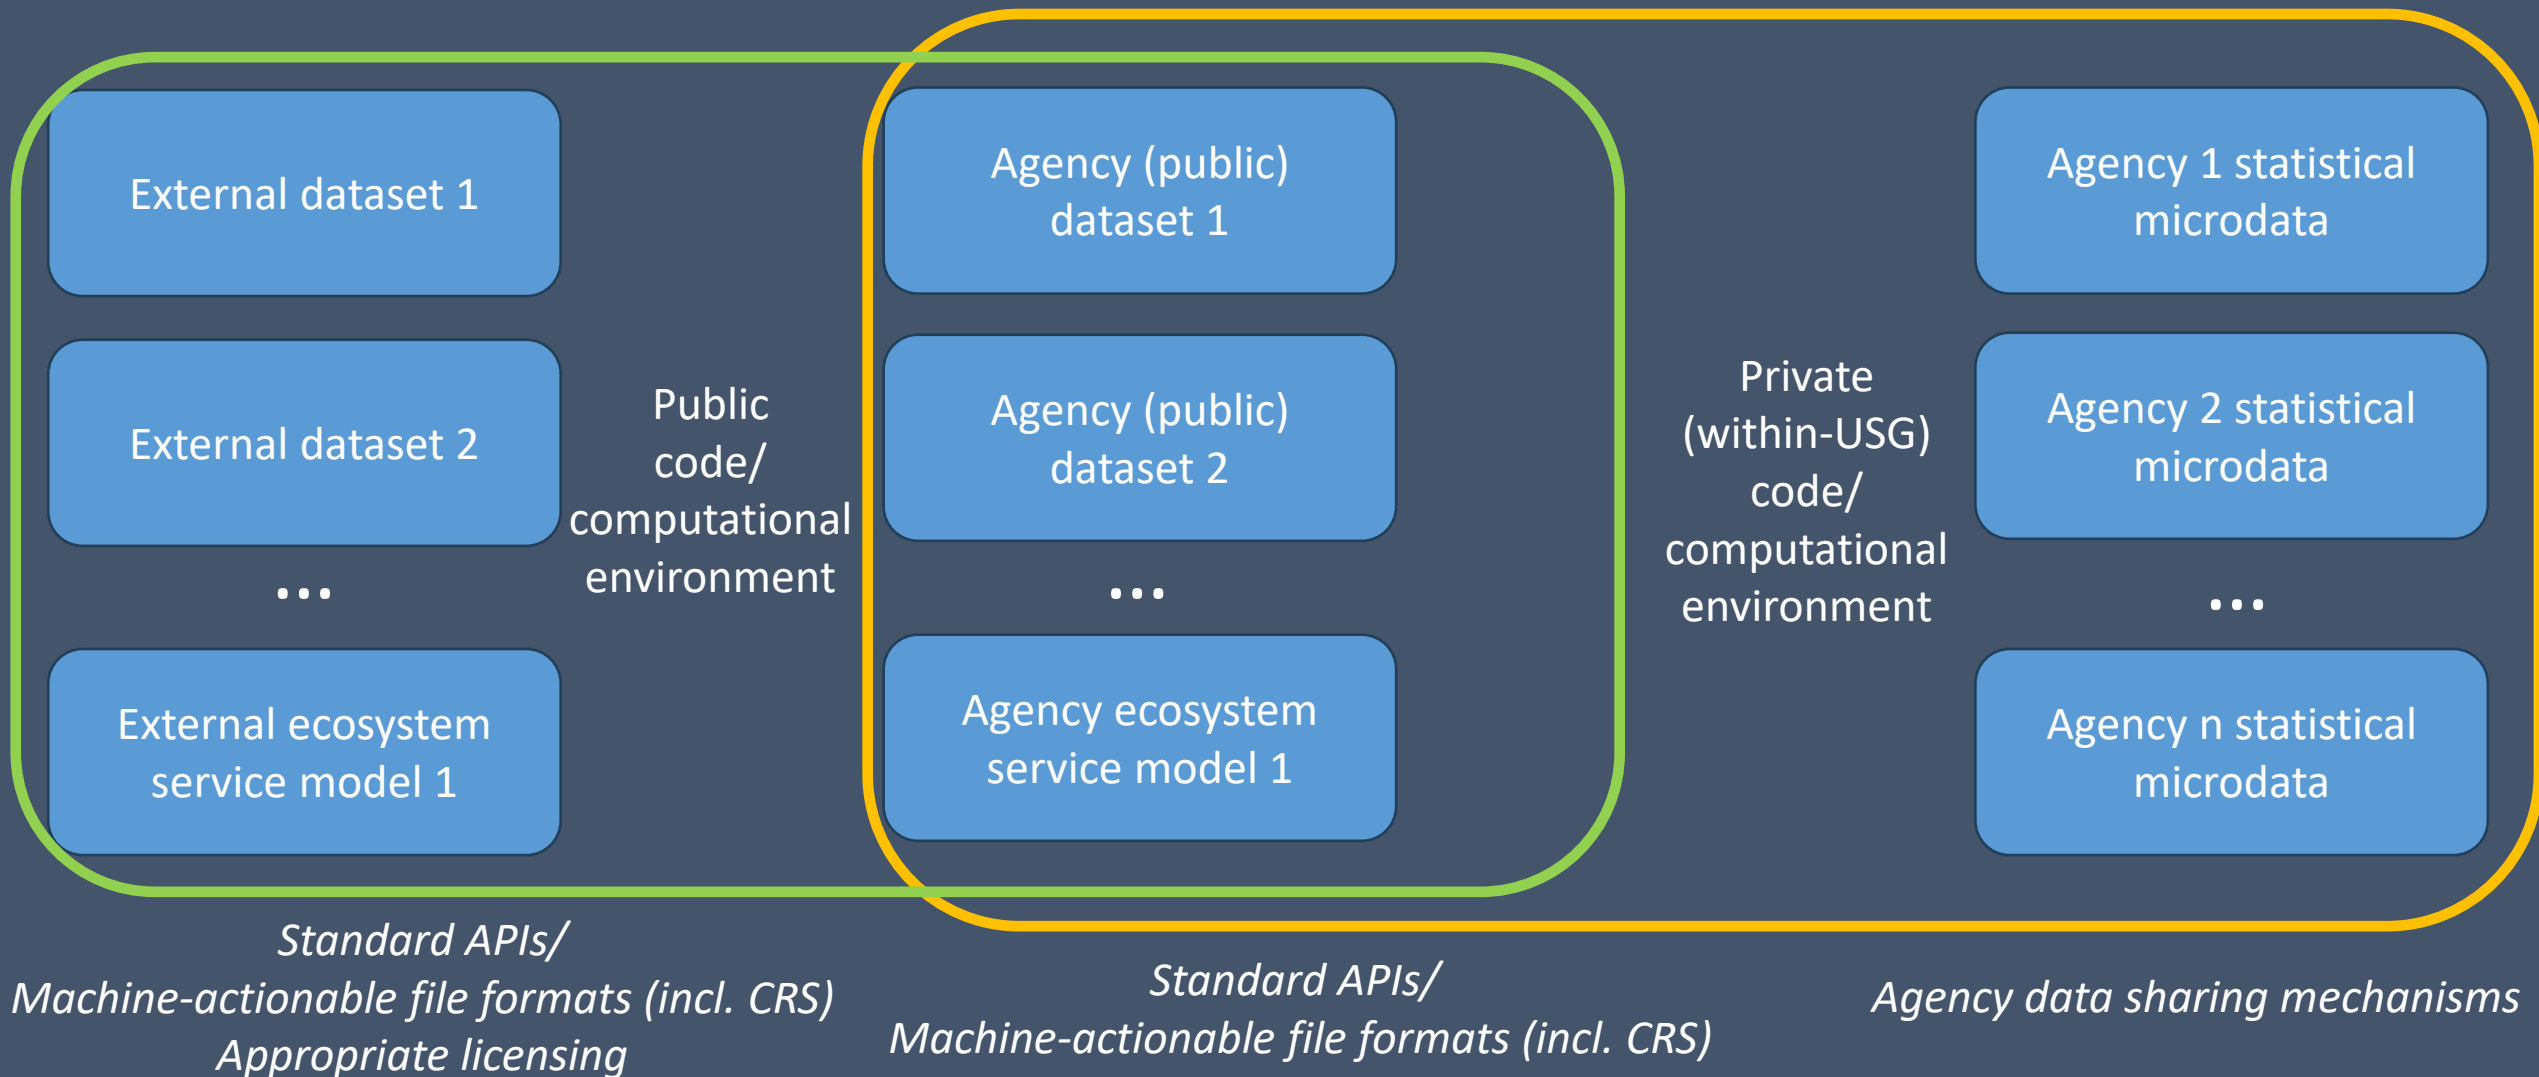 External dataset 1
External dataset 2
...
External ecosystem
service model 1
Public
code/
computational
environment
Agency (public)
dataset 1
Agency (public)
dataset 2
...
Agency ecosystem
service model 1
Private
(within-USG)
code/
computational
environment
Agency 1 statistical
microdata
Agency 2 statistical
microdata
...
Agency n statistical
microdata
Standard APIs/
Machine-actionable file formats (incl. CRS)
Appropriate licensing
Standard APIs/
Machine-actionable file formats (incl. CRS)
Agency data sharing mechanisms